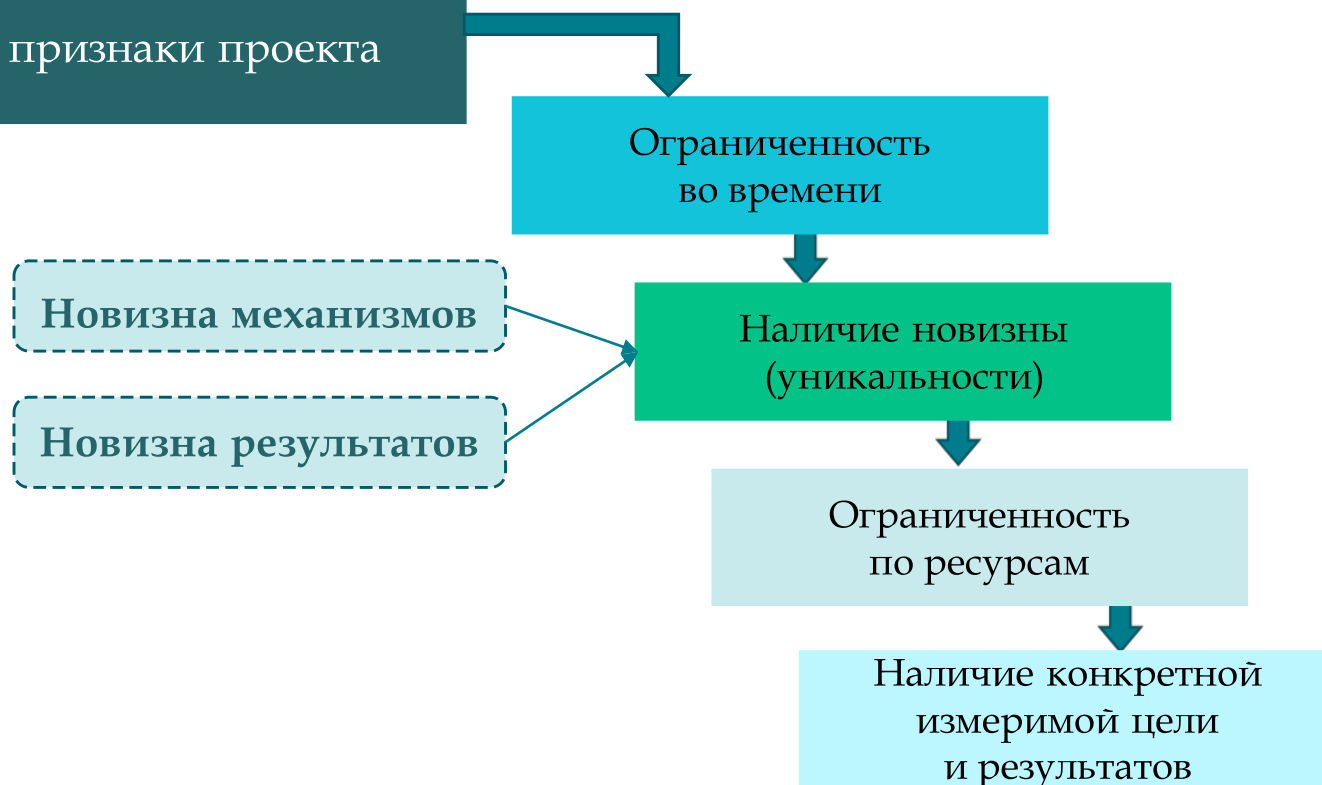 признаки проекта
Ограниченность
во времени
Новизна механизмов
Новизна результатов
Наличие новизны
(уникальности)
Ограниченность
по ресурсам
Наличие конкретной
измеримой цели
и результатов